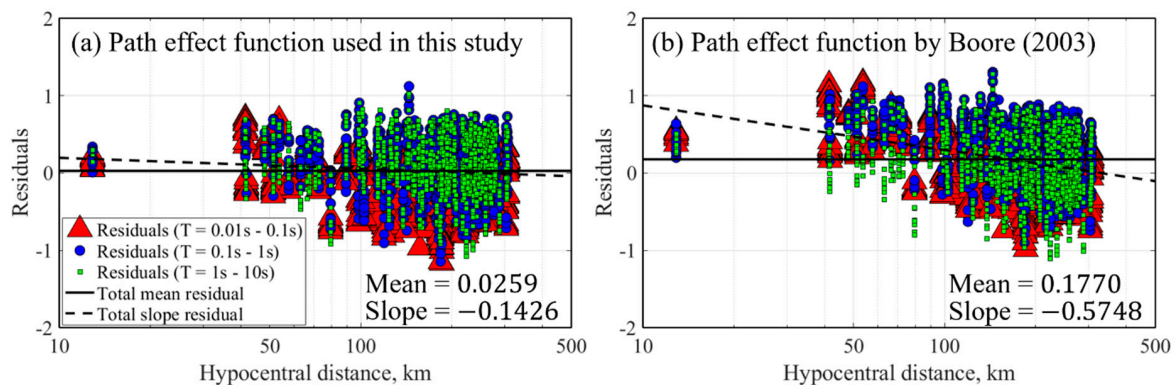 (a) Path effect function used in this study
2
1
0
-1
-2
Residuals
Residuals (T = 0.01s - 0.1s)
Residuals (T = 0.1s - 1s)
Residuals (T = 1s - 10s)
Total mean residual
Total slope residual
Mean = 0.0259
Slope = −0.1426
10
50
100
500
Hypocentral distance, km
(b) Path effect function by Boore (2003)
2
1
0
-1
-2
Residuals
Mean = 0.1770
Slope = −0.5748
10
50
100
500
Hypocentral distance, km